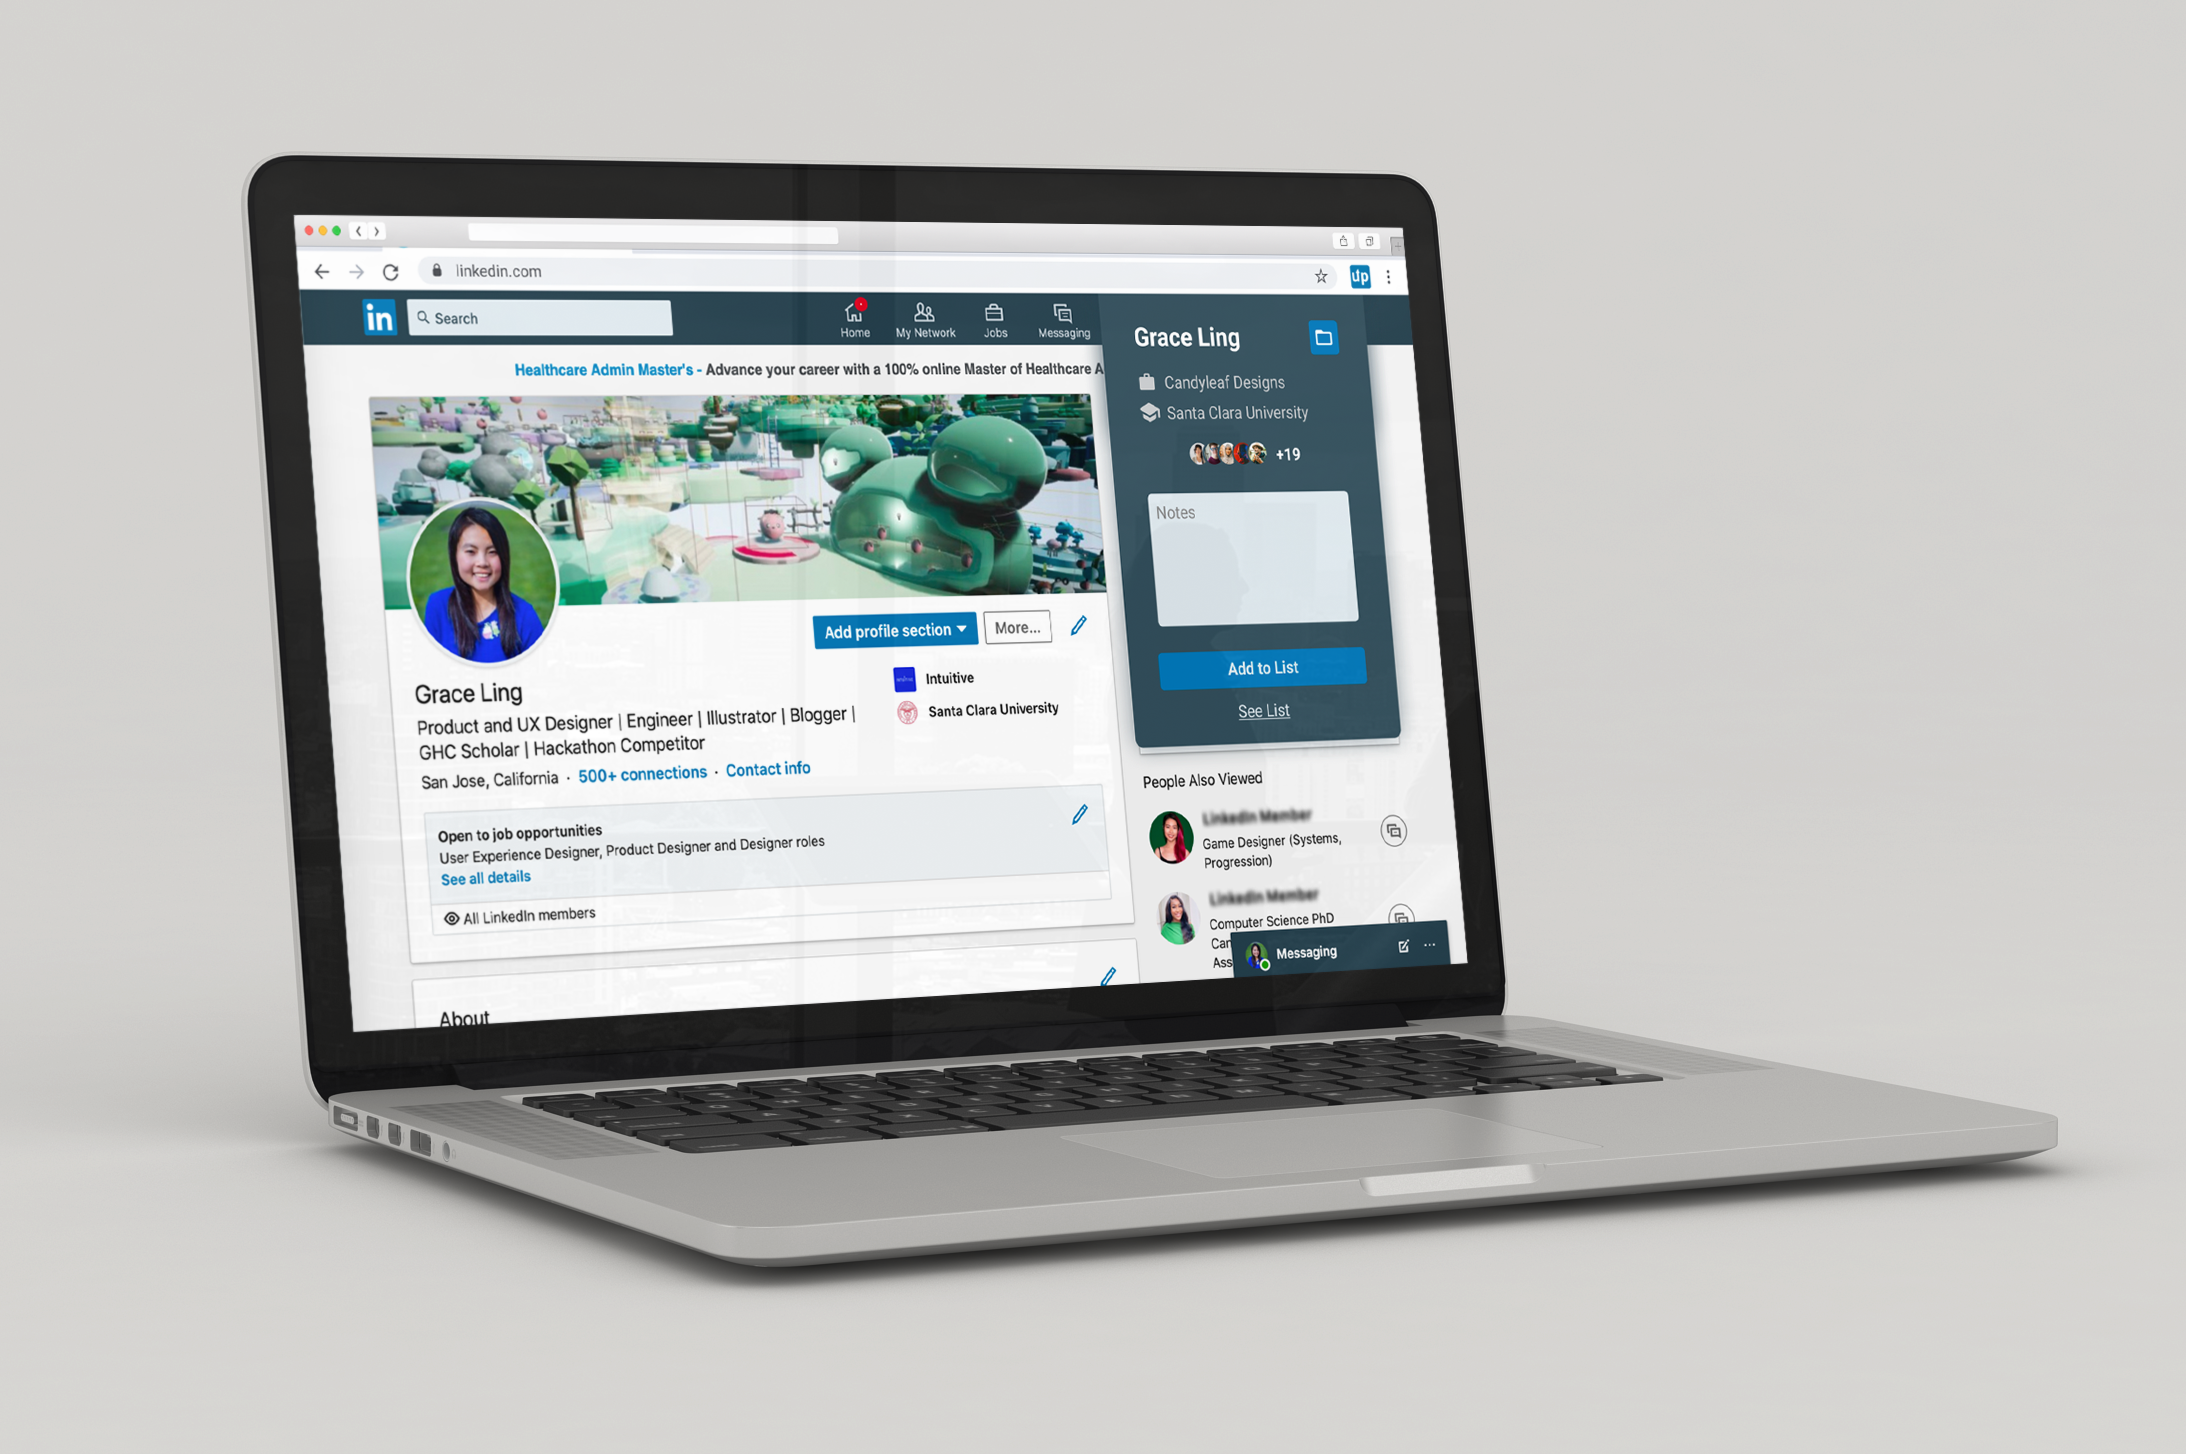 linkedin.com
up
in
Search
Home
My Network
Jobs
Messaging
Healthcare Admin Master's - Advance your career with a 100% online Master of Healthcare A
Add profile section
More...
Grace Ling
Product and UX Designer | Engineer | Illustrator | Blogger |
GHC Scholar | Hackathon Competitor
San Jose, California · 500+ connections · Contact info
Intuitive
Santa Clara University
Open to job opportunities
User Experience Designer, Product Designer and Designer roles
See all details
All LinkedIn members
About
Grace Ling
Candyleaf Designs
Santa Clara University
+19
Notes
Add to List
See List
People Also Viewed
LinkedIn Member
Game Designer (Systems,
Progression)
LinkedIn Member
Computer Science PhD
Can
Ass
Messaging